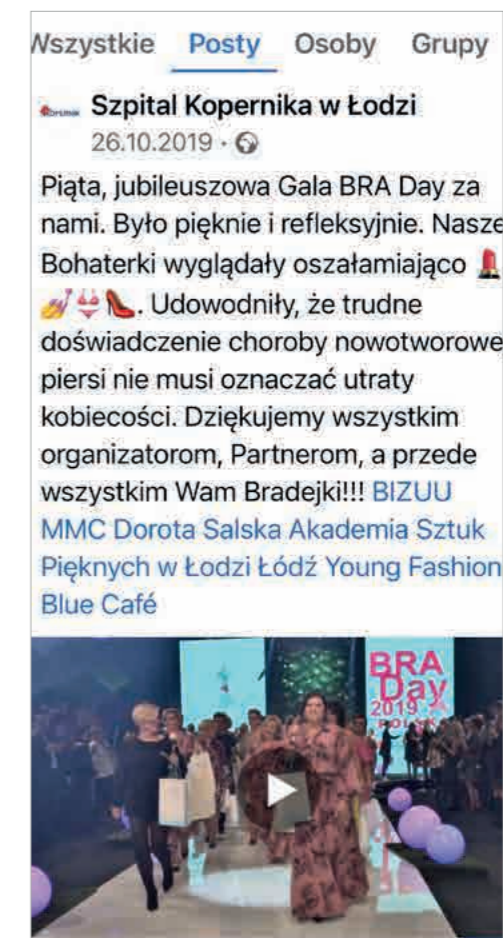 Wszystkie Posty Osoby Grupy
Szpital Kopernika w Łodzi
26.10.2019 ·
Piąta, jubileuszowa Gala BRA Day za
nami. Było pięknie i refleksyjnie. Nasze
Bohaterki wyglądały oszałamiająco 💄
💅👙👠. Udowodniły, że trudne
doświadczenie choroby nowotworowe
piersi nie musi oznaczać utraty
kobiecości. Dziękujemy wszystkim
organizatorom, Partnerom, a przede
wszystkim Wam Bradejki!!! BIZUU
MMC Dorota Salska Akademia Sztuk
Pięknych w Łodzi Łódź Young Fashion
Blue Café
BRA
Day
2019